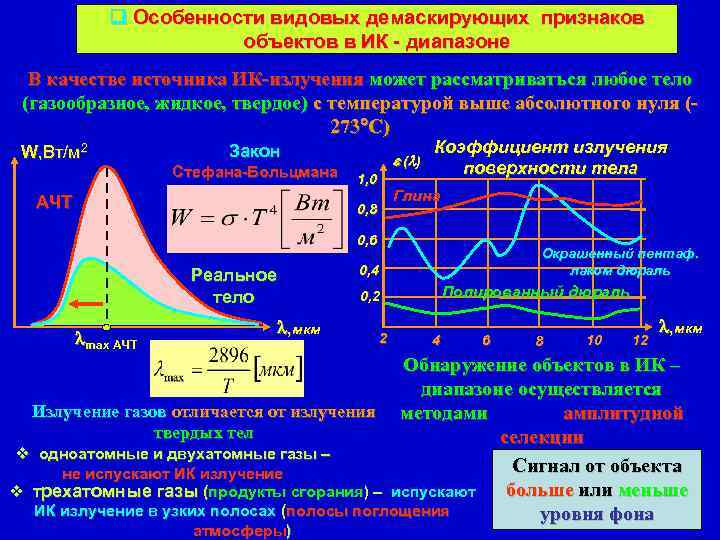 ❑ Особенности видовых демаскирующих признаков
объектов в ИК - диапазоне
В качестве источника ИК-излучения может рассматриваться любое тело
(газообразное, жидкое, твердое) с температурой выше абсолютного нуля (-
273°С)
W,Вт/м2
Закон
Стефана-Больцмана
АЧТ
W = σ · T⁴ [Вт/м²]
Реальное
тело
λmax АЧТ
λ,мкм
λmax = 2896/T [мкм]
ε(λ)
Коэффициент излучения
поверхности тела
1,0
0,8
0,6
0,4
0,2
Глина
Окрашенный пентаф.
лаком дюраль
Полированный дюраль
2 4 6 8 10 12
λ,мкм
Излучение газов отличается от излучения
твердых тел
❖ одноатомные и двухатомные газы –
не испускают ИК излучение
❖ трехатомные газы (продукты сгорания) – испускают
ИК излучение в узких полосах (полосы поглощения
атмосферы)
Обнаружение объектов в ИК –
диапазоне осуществляется
методами амплитудной
селекции
Сигнал от объекта
больше или меньше
уровня фона